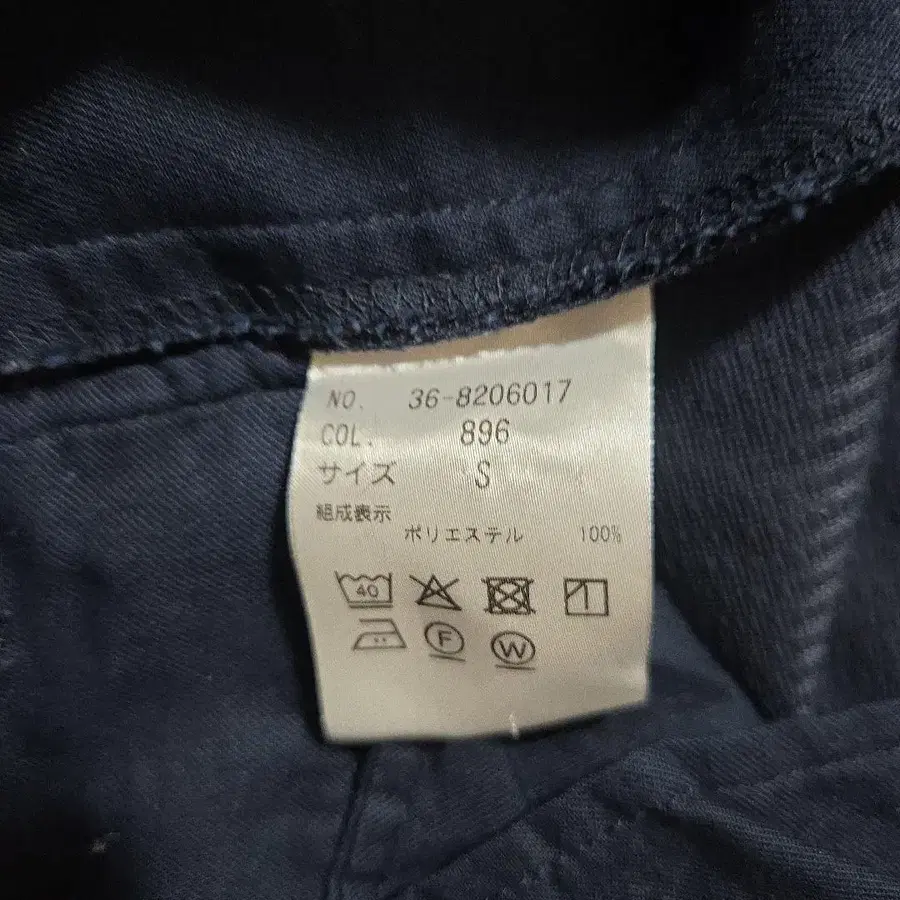 NO. 36-8206017
COL. 896
サイズ S
組成表示
ポリエステル 100%
40
F W